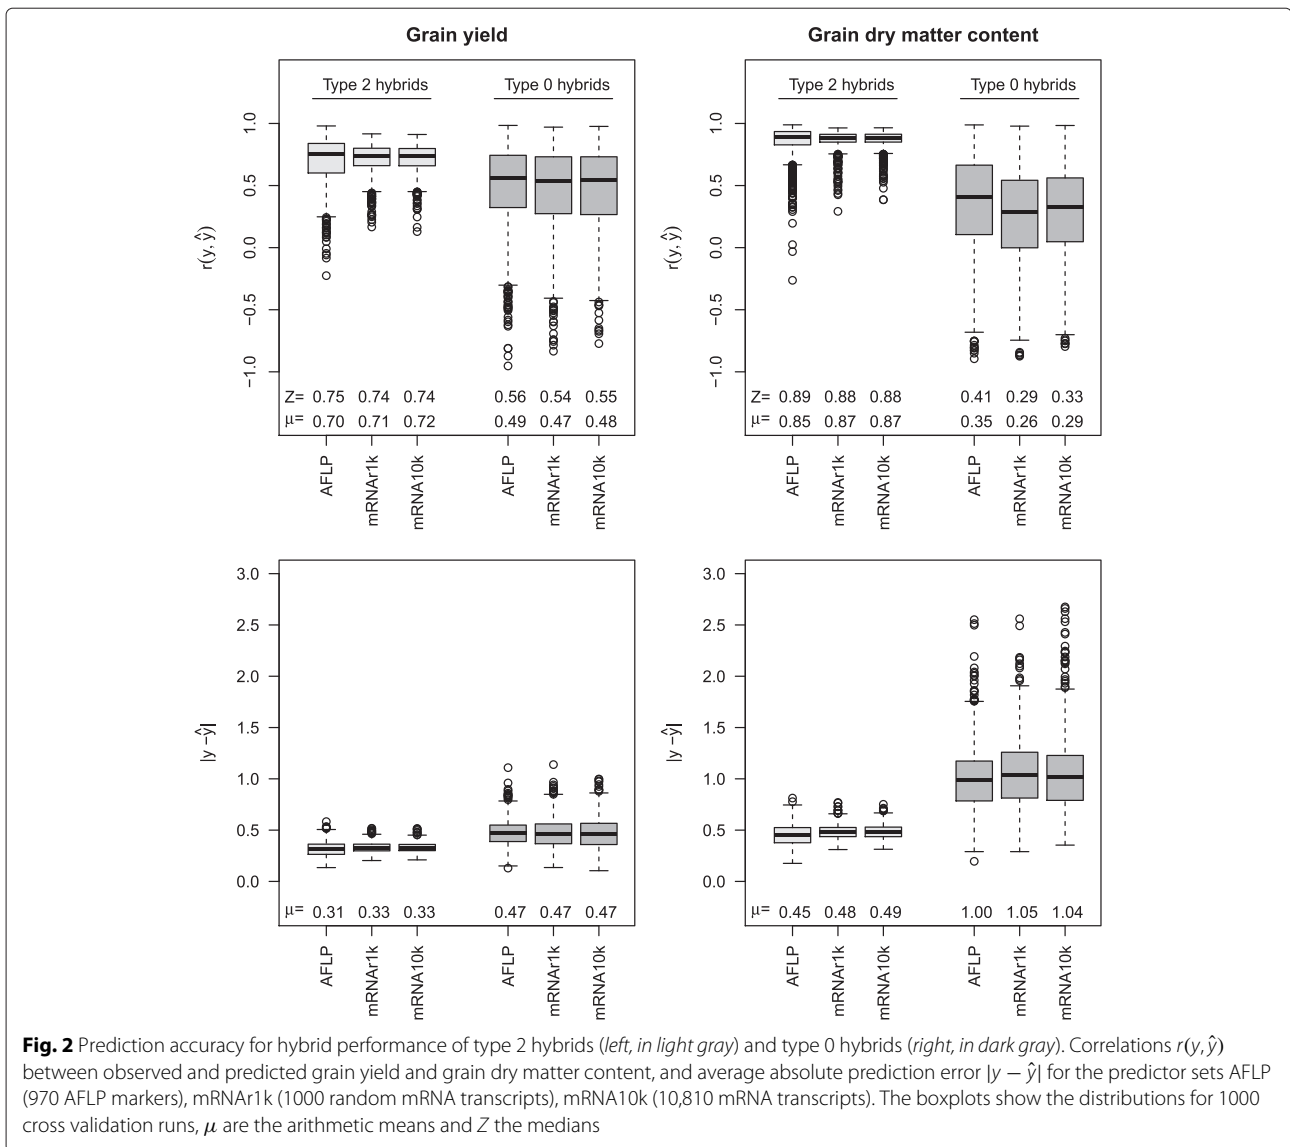 Grain yield
Grain dry matter content
Type 2 hybrids
Type 0 hybrids
Type 2 hybrids
Type 0 hybrids
r(y, ŷ)
1.0
0.5
0.0
−0.5
−1.0
Z= 0.75 0.74 0.74 0.56 0.54 0.55
μ= 0.70 0.71 0.72 0.49 0.47 0.48
AFLP
mRNAr1k
mRNA10k
AFLP
mRNAr1k
mRNA10k
r(y, ŷ)
1.0
0.5
0.0
−0.5
−1.0
Z= 0.89 0.88 0.88 0.41 0.29 0.33
μ= 0.85 0.87 0.87 0.35 0.26 0.29
AFLP
mRNAr1k
mRNA10k
AFLP
mRNAr1k
mRNA10k
|y −ŷ|
3.0
2.5
2.0
1.5
1.0
0.5
0.0
μ= 0.31 0.33 0.33 0.47 0.47 0.47
AFLP
mRNAr1k
mRNA10k
AFLP
mRNAr1k
mRNA10k
|y −ŷ|
3.0
2.5
2.0
1.5
1.0
0.5
0.0
μ= 0.45 0.48 0.49 1.00 1.05 1.04
AFLP
mRNAr1k
mRNA10k
AFLP
mRNAr1k
mRNA10k
Fig. 2 Prediction accuracy for hybrid performance of type 2 hybrids (left, in light gray) and type 0 hybrids (right, in dark gray). Correlations r(y, ŷ)
between observed and predicted grain yield and grain dry matter content, and average absolute prediction error |y − ŷ| for the predictor sets AFLP
(970 AFLP markers), mRNAr1k (1000 random mRNA transcripts), mRNA10k (10,810 mRNA transcripts). The boxplots show the distributions for 1000
cross validation runs, μ are the arithmetic means and Z the medians